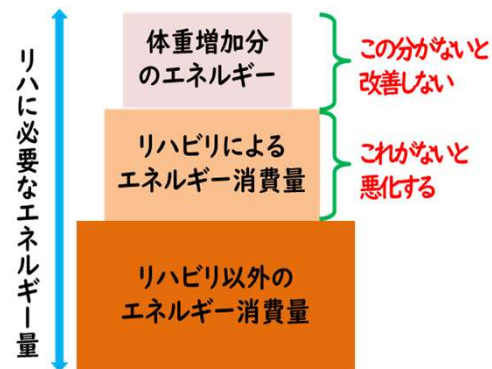 リハに必要なエネルギー量
体重増加分
のエネルギー
この分がないと
改善しない
リハビリによる
エネルギー消費量
これがないと
悪化する
リハビリ以外の
エネルギー消費量